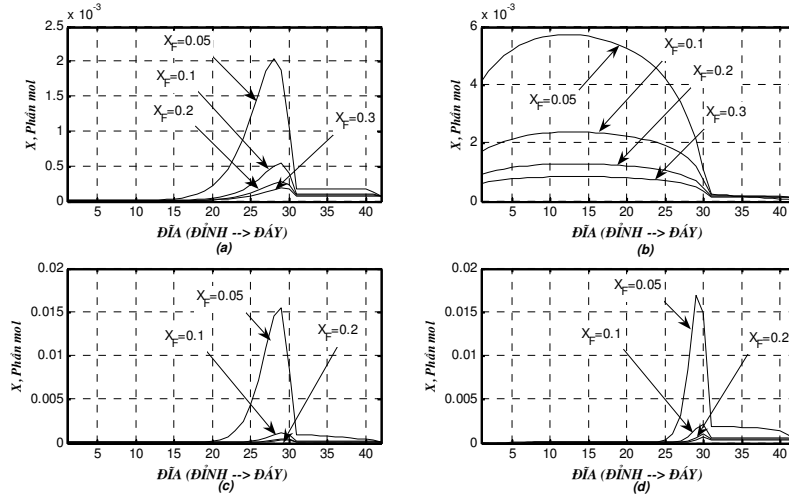 x 10⁻³
2.5
2
1.5
1
0.5
0
X, Phần mol
X_F=0.05
X_F=0.1
X_F=0.2
X_F=0.3
5 10 15 20 25 30 35 40
ĐĨA (ĐỈNH --> ĐÁY)
(a)
x 10⁻³
6
4
2
0
X, Phần mol
X_F=0.1
X_F=0.2
X_F=0.05
X_F=0.3
5 10 15 20 25 30 35 40
ĐĨA (ĐỈNH --> ĐÁY)
(b)
0.02
0.015
0.01
0.005
0
X, Phần mol
X_F=0.05
X_F=0.1
X_F=0.2
5 10 15 20 25 30 35 40
ĐĨA (ĐỈNH --> ĐÁY)
(c)
0.02
0.015
0.01
0.005
0
X, Phần mol
X_F=0.05
X_F=0.1
X_F=0.2
5 10 15 20 25 30 35 40
ĐĨA (ĐỈNH --> ĐÁY)
(d)